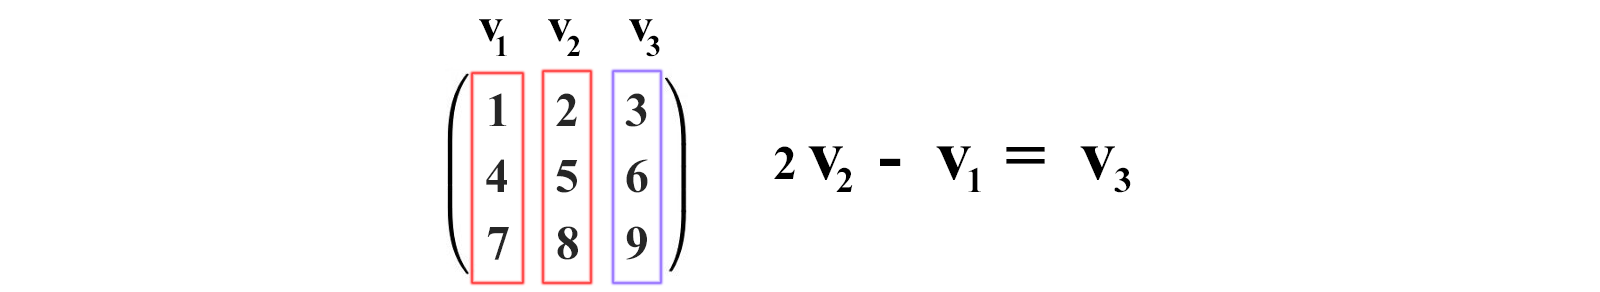 v₁ v₂ v₃
1 2 3
4 5 6
7 8 9
2 v₂ - v₁ = v₃